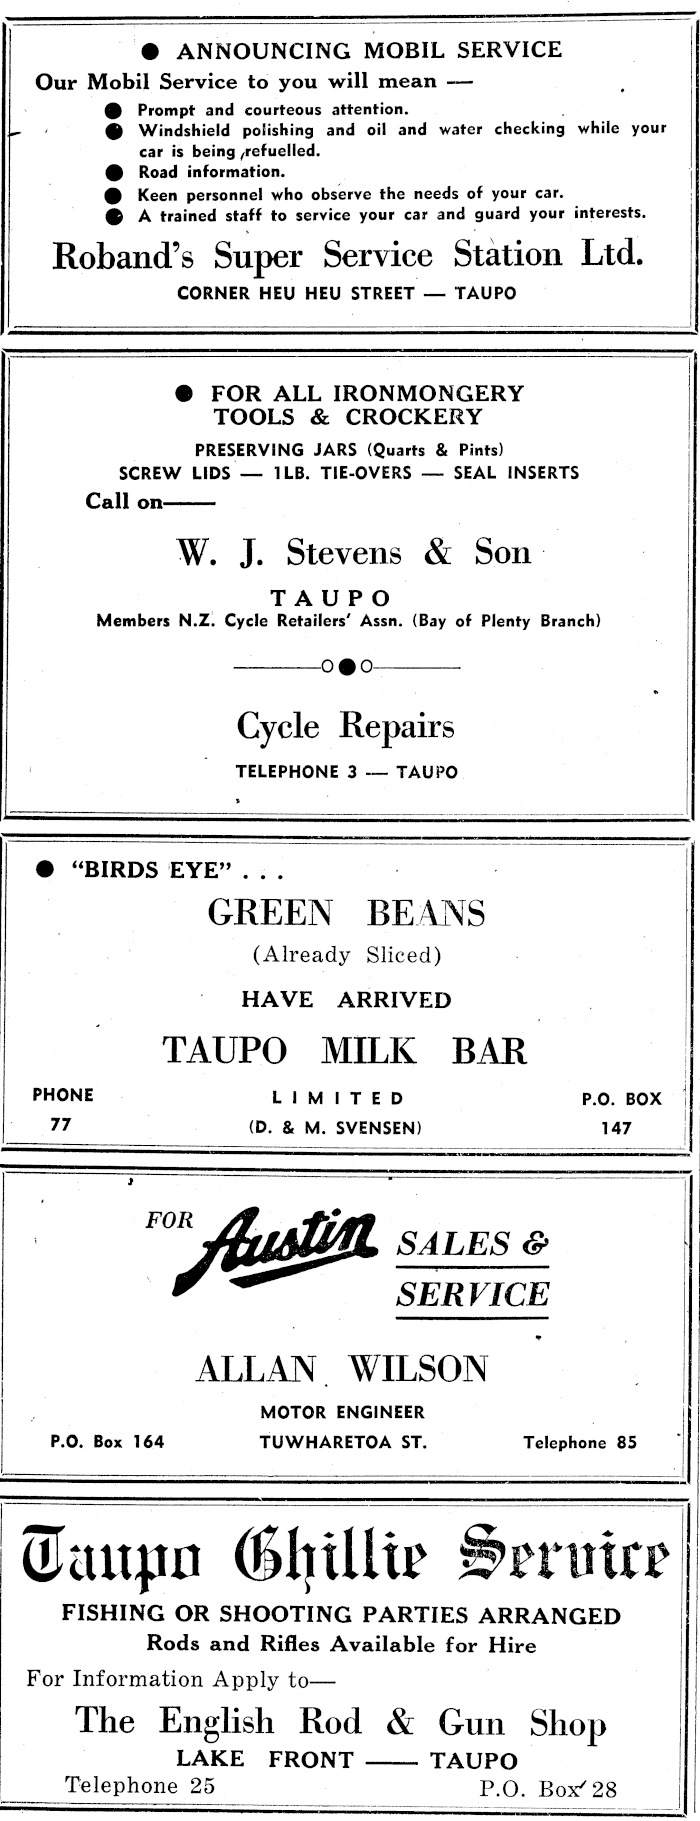 ● ANNOUNCING MOBIL SERVICE
Our Mobil Service to you will mean —
● Prompt and courteous attention.
● Windshield polishing and oil and water checking while your
car is being refuelled.
● Road information.
● Keen personnel who observe the needs of your car.
● A trained staff to service your car and guard your interests.
Roband's Super Service Station Ltd.
CORNER HEU HEU STREET — TAUPO
● FOR ALL IRONMONGERY
TOOLS & CROCKERY
PRESERVING JARS (Quarts & Pints)
SCREW LIDS — 1LB. TIE-OVERS — SEAL INSERTS
Call on——
W. J. Stevens & Son
TAUPO
Members N.Z. Cycle Retailers' Assn. (Bay of Plenty Branch)
Cycle Repairs
TELEPHONE 3 — TAUPO
● "BIRDS EYE" . . .
GREEN BEANS
(Already Sliced)
HAVE ARRIVED
TAUPO MILK BAR
PHONE LIMITED P.O. BOX
77 (D. & M. SVENSEN) 147
FOR Austin SALES &
SERVICE
ALLAN WILSON
MOTOR ENGINEER
P.O. Box 164 TUWHARETOA ST. Telephone 85
Taupo Ghillie Service
FISHING OR SHOOTING PARTIES ARRANGED
Rods and Rifles Available for Hire
For Information Apply to—
The English Rod & Gun Shop
LAKE FRONT —— TAUPO
Telephone 25 P.O. Box 28